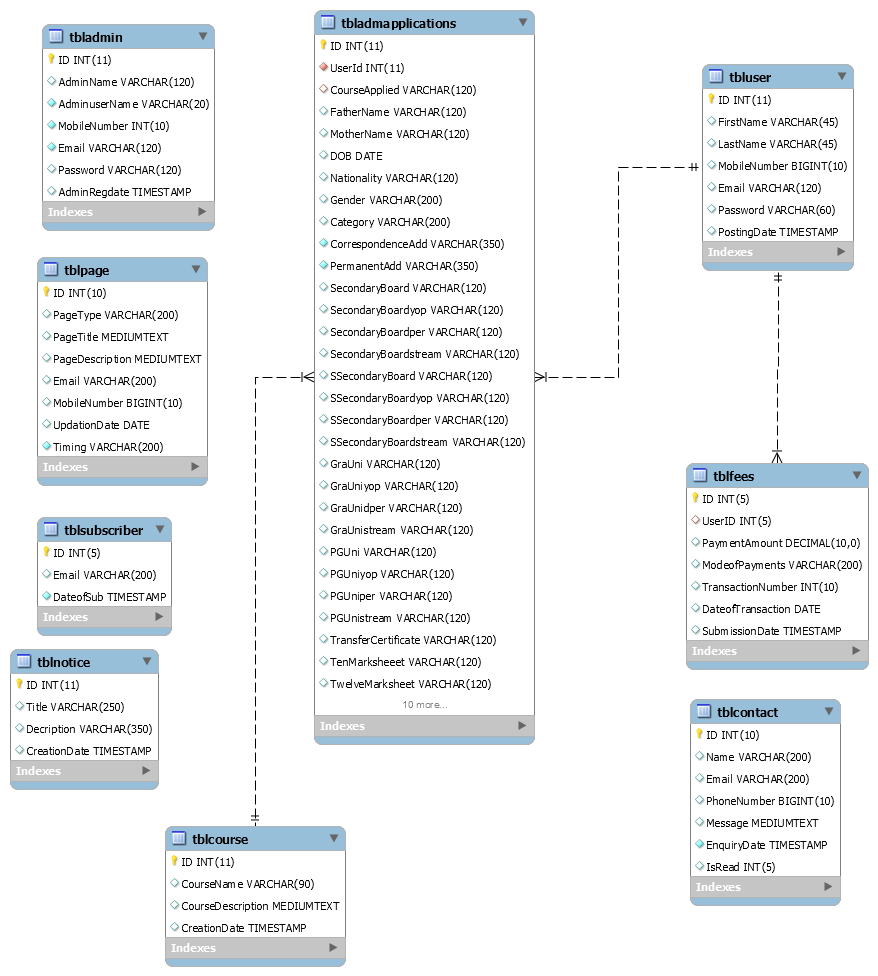 tbladmin
ID INT(11)
AdminName VARCHAR(120)
AdminuserName VARCHAR(20)
MobileNumber INT(10)
Email VARCHAR(120)
Password VARCHAR(120)
AdminRegdate TIMESTAMP
Indexes
tblpage
ID INT(10)
PageType VARCHAR(200)
PageTitle MEDIUMTEXT
PageDescription MEDIUMTEXT
Email VARCHAR(200)
MobileNumber BIGINT(10)
UpdationDate DATE
Timing VARCHAR(200)
Indexes
tblsubscriber
ID INT(5)
Email VARCHAR(200)
DateofSub TIMESTAMP
Indexes
tblnotice
ID INT(11)
Title VARCHAR(250)
Decription VARCHAR(350)
CreationDate TIMESTAMP
Indexes
tbladmapplications
ID INT(11)
UserId INT(11)
CourseApplied VARCHAR(120)
FatherName VARCHAR(120)
MotherName VARCHAR(120)
DOB DATE
Nationality VARCHAR(120)
Gender VARCHAR(200)
Category VARCHAR(200)
CorrespondenceAdd VARCHAR(350)
PermanentAdd VARCHAR(350)
SecondaryBoard VARCHAR(120)
SecondaryBoardyop VARCHAR(120)
SecondaryBoardper VARCHAR(120)
SecondaryBoardstream VARCHAR(120)
SSecondaryBoard VARCHAR(120)
SSecondaryBoardyop VARCHAR(120)
SSecondaryBoardper VARCHAR(120)
SSecondaryBoardstream VARCHAR(120)
GraUni VARCHAR(120)
GraUniyop VARCHAR(120)
GraUnidper VARCHAR(120)
GraUnistream VARCHAR(120)
PGUni VARCHAR(120)
PGUniyop VARCHAR(120)
PGUniper VARCHAR(120)
PGUnistream VARCHAR(120)
TransferCertificate VARCHAR(120)
TenMarksheeet VARCHAR(120)
TwelveMarksheet VARCHAR(120)
10 more...
Indexes
tblcourse
ID INT(11)
CourseName VARCHAR(90)
CourseDescription MEDIUMTEXT
CreationDate TIMESTAMP
Indexes
tbluser
ID INT(11)
FirstName VARCHAR(45)
LastName VARCHAR(45)
MobileNumber BIGINT(10)
Email VARCHAR(120)
Password VARCHAR(60)
PostingDate TIMESTAMP
Indexes
tblfees
ID INT(5)
UserID INT(5)
PaymentAmount DECIMAL(10,0)
ModeofPayments VARCHAR(200)
TransactionNumber INT(10)
DateofTransaction DATE
SubmissionDate TIMESTAMP
Indexes
tblcontact
ID INT(10)
Name VARCHAR(200)
Email VARCHAR(200)
PhoneNumber BIGINT(10)
Message MEDIUMTEXT
EnquiryDate TIMESTAMP
IsRead INT(5)
Indexes